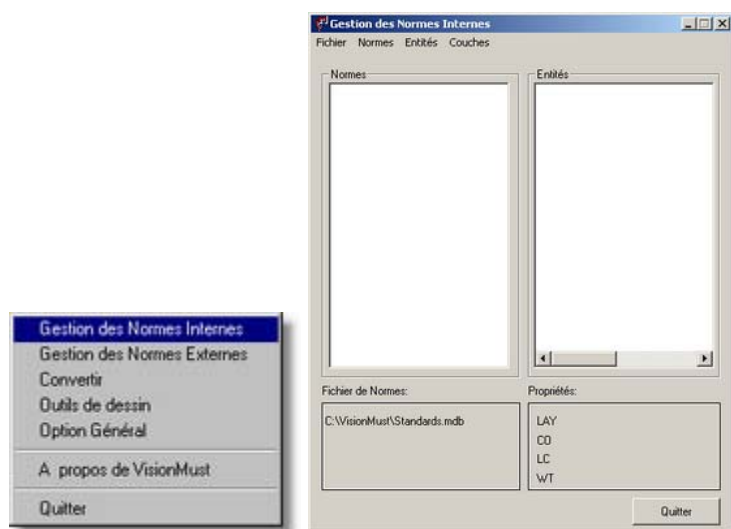 Gestion des Normes Internes
Gestion des Normes Externes
Convertir
Outils de dessin
Option Général
A propos de VisionMust
Quitter
Gestion des Normes Internes
Fichier Normes Entités Couches
Normes
Entités
Fichier de Normes:
C:\VisionMust\Standards.mdb
Propriétés:
LAY
CO
LC
WT
Quitter